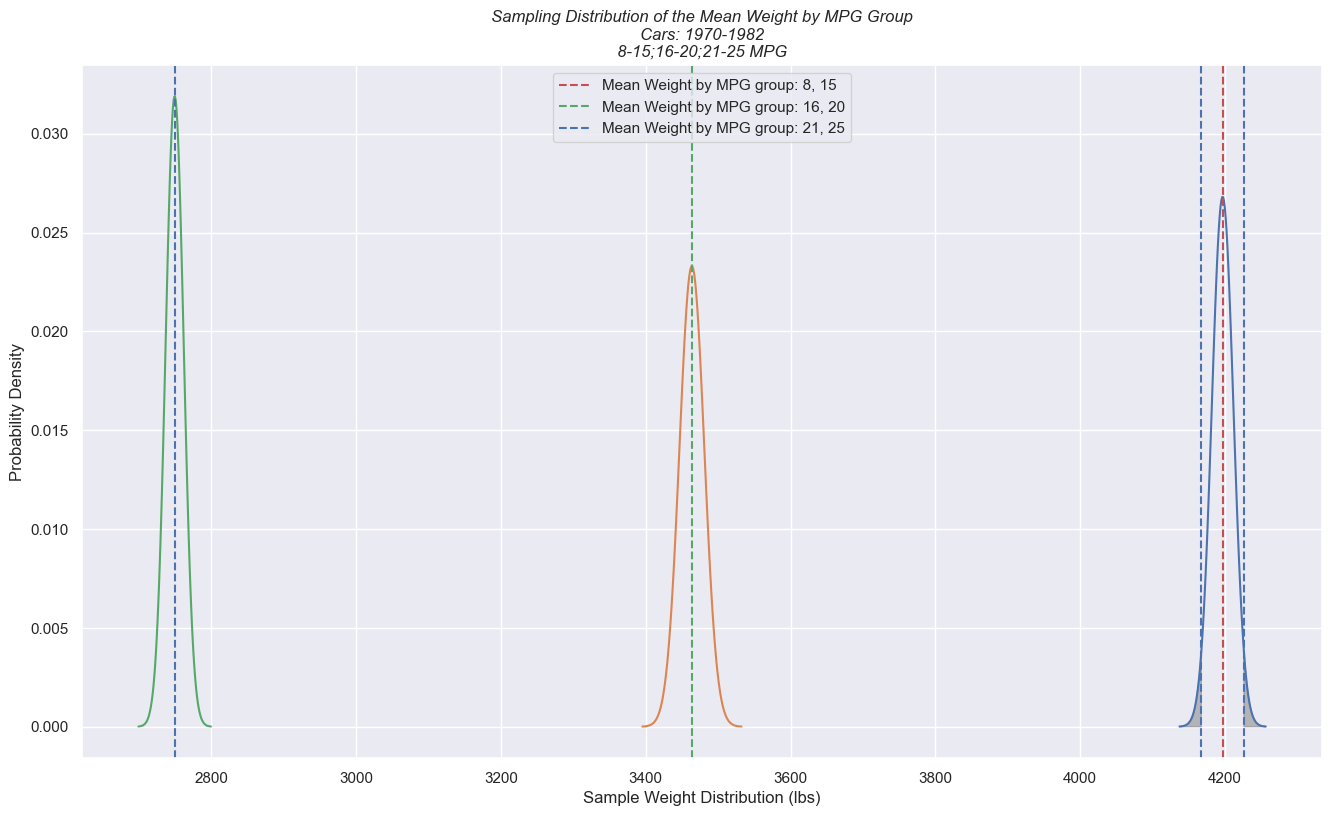 Sampling Distribution of the Mean Weight by MPG Group
Cars: 1970-1982
8-15;16-20;21-25 MPG
Mean Weight by MPG group: 8, 15
Mean Weight by MPG group: 16, 20
Mean Weight by MPG group: 21, 25
0.030
0.025
0.020
0.015
0.010
0.005
0.000
Probability Density
2800 3000 3200 3400 3600 3800 4000 4200
Sample Weight Distribution (lbs)